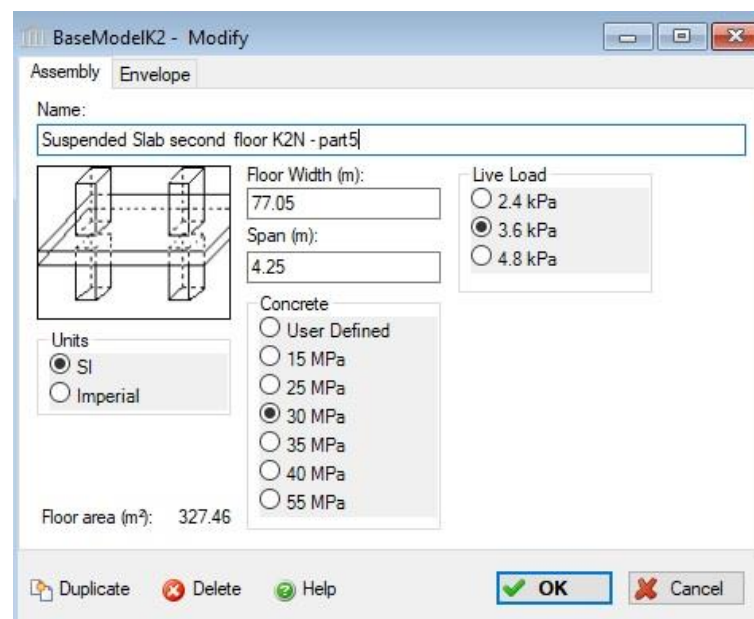 BaseModelK2 - Modify
Assembly
Envelope
Name:
Suspended Slab second floor K2N - part5
Floor Width (m):
77.05
Span (m):
4.25
Live Load
2.4 kPa
3.6 kPa
4.8 kPa
Units
SI
Imperial
Concrete
User Defined
15 MPa
25 MPa
30 MPa
35 MPa
40 MPa
55 MPa
Floor area (m²): 327.46
Duplicate
Delete
Help
OK
Cancel